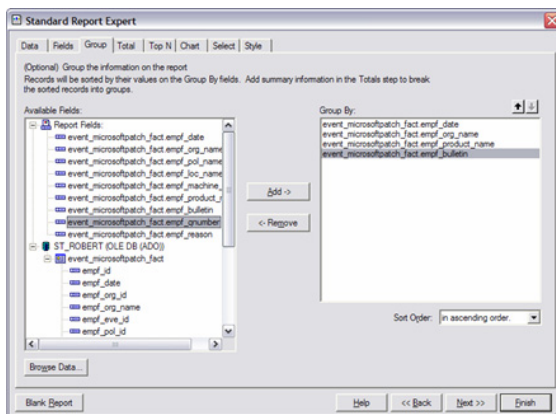 Standard Report Expert
Data Fields Group Total Top N Chart Select Style
(Optional) Group the information on the report
Records will be sorted by their values on the Group By fields. Add summary information in the Totals step to break
the sorted records into groups.
Available Fields:
Report Fields:
event_microsoftpatch_fact.empf_date
event_microsoftpatch_fact.empf_org_name
event_microsoftpatch_fact.empf_pol_name
event_microsoftpatch_fact.empf_loc_name
event_microsoftpatch_fact.empf_machine_
event_microsoftpatch_fact.empf_product_r
event_microsoftpatch_fact.empf_bulletin
event_microsoftpatch_fact.empf_qnumber
event_microsoftpatch_fact.empf_reason
ST_ROBERT (OLE DB (ADO))
event_microsoftpatch_fact
empf_id
empf_date
empf_org_id
empf_org_name
empf_eve_id
empf_pol_id
Browse Data...
Add ->
<- Remove
Group By:
event_microsoftpatch_fact.empf_date
event_microsoftpatch_fact.empf_org_name
event_microsoftpatch_fact.empf_product_name
event_microsoftpatch_fact.empf_bulletin
Sort Order: in ascending order.
Blank Report Help << Back Next >> Finish